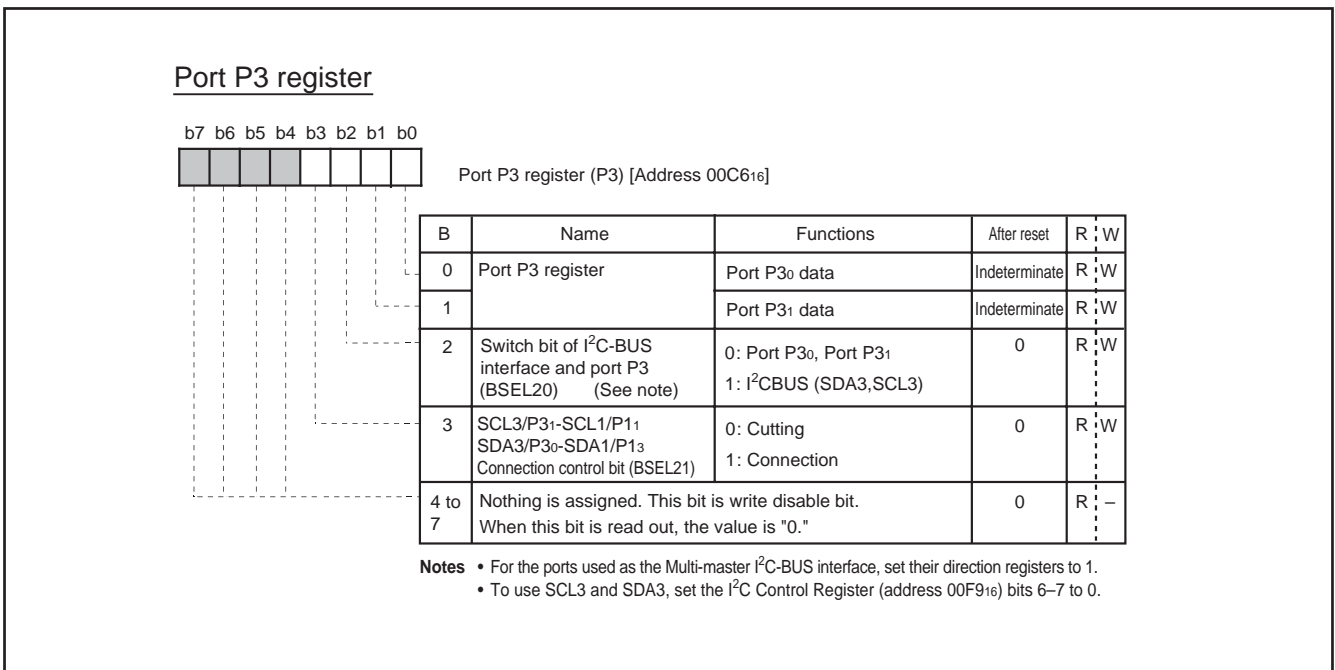 Port P3 register
b7 b6 b5 b4 b3 b2 b1 b0
Port P3 register (P3) [Address 00C616]
B Name Functions After reset R W
0 Port P3 register Port P30 data Indeterminate R W
1 Port P31 data Indeterminate R W
2 Switch bit of I2C-BUS interface and port P3 (BSEL20) (See note) 0: Port P30, Port P31 0 R W
1: I2CBUS (SDA3,SCL3)
3 SCL3/P31-SCL1/P11 0: Cutting 0 R W
SDA3/P30-SDA1/P13
Connection control bit (BSEL21) 1: Connection
4 to 7 Nothing is assigned. This bit is write disable bit. 0 R –
When this bit is read out, the value is "0."
Notes • For the ports used as the Multi-master I2C-BUS interface, set their direction registers to 1.
• To use SCL3 and SDA3, set the I2C Control Register (address 00F916) bits 6–7 to 0.